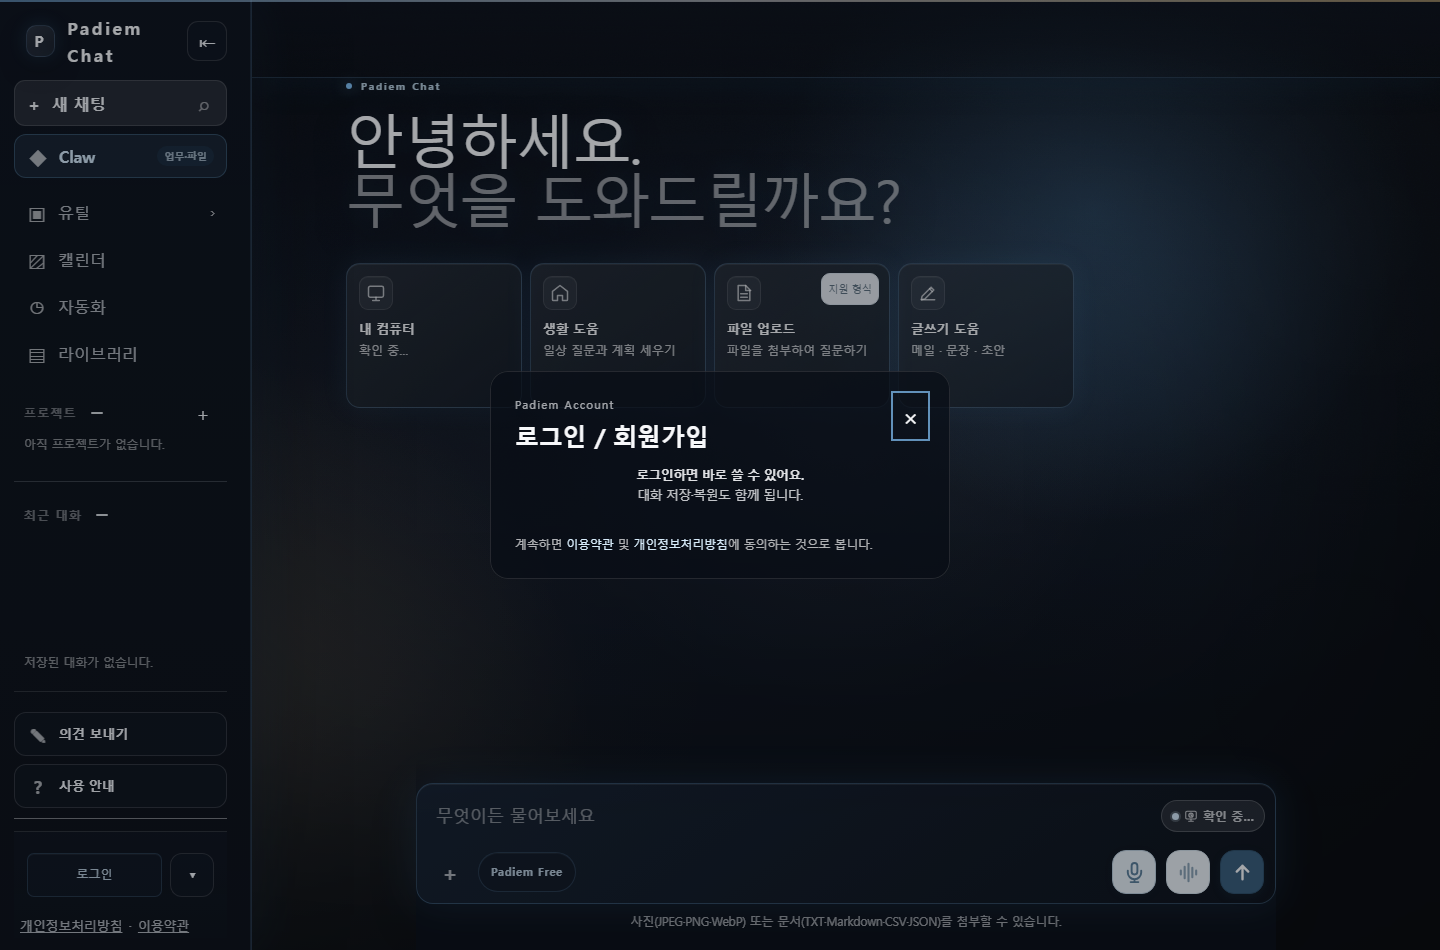 P
Padiem
Chat
+ 새 채팅
Claw 업무·파일
유틸
캘린더
자동화
라이브러리
프로젝트
+
아직 프로젝트가 없습니다.
최근 대화
저장된 대화가 없습니다.
의견 보내기
? 사용 안내
로그인
개인정보처리방침 · 이용약관
Padiem Chat
안녕하세요.
무엇을 도와드릴까요?
내 컴퓨터
확인 중...
생활 도움
일상 질문과 계획 세우기
지원 형식
파일 업로드
파일을 첨부하여 질문하기
글쓰기 도움
메일 · 문장 · 초안
Padiem Account
로그인 / 회원가입
×
로그인하면 바로 쓸 수 있어요.
대화 저장·복원도 함께 됩니다.
계속하면 이용약관 및 개인정보처리방침에 동의하는 것으로 봅니다.
무엇이든 물어보세요
확인 중...
+
Padiem Free
사진(JPEG·PNG·WebP) 또는 문서(TXT·Markdown·CSV·JSON)를 첨부할 수 있습니다.